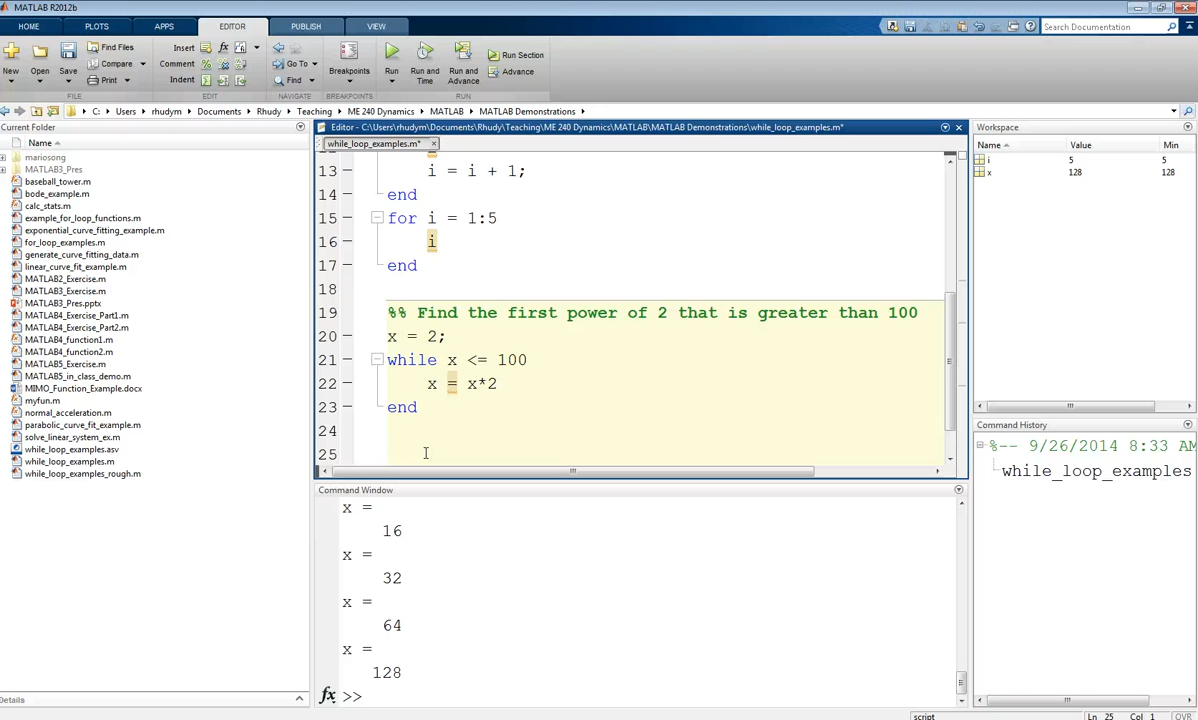 MATLAB R2012b
HOME PLOTS APPS EDITOR PUBLISH VIEW
Search Documentation
New Open Save Find Files Compare Print
Insert Comment Indent
Go To Find
Breakpoints Run Run and Time Run and Advance Run Section Advance
FILE EDIT NAVIGATE BREAKPOINTS RUN
C: Users rhudym Documents Rhudy Teaching ME 240 Dynamics MATLAB MATLAB Demonstrations
Current Folder
Name
mariosong
MATLAB3_Pres
baseball_tower.m
bode_example.m
calc_stats.m
example_for_loop_functions.m
exponential_curve_fitting_example.m
for_loop_examples.m
generate_curve_fitting_data.m
linear_curve_fit_example.m
MATLAB2_Exercise.m
MATLAB3_Exercise.m
MATLAB3_Pres.pptx
MATLAB4_Exercise_Part1.m
MATLAB4_Exercise_Part2.m
MATLAB4_function1.m
MATLAB4_function2.m
MATLAB5_Exercise.m
MATLAB5_in_class_demo.m
MIMO_Function_Example.docx
myfun.m
normal_acceleration.m
parabolic_curve_fit_example.m
solve_linear_system_ex.m
while_loop_examples.asv
while_loop_examples.m
while_loop_examples_rough.m
Details
Editor - C:\Users\rhudym\Documents\Rhudy\Teaching\ME 240 Dynamics\MATLAB\MATLAB Demonstrations\while_loop_examples.m*
while_loop_examples.m*
13 i = i + 1;
14 end
15 for i = 1:5
16 i
17 end
18
19 %% Find the first power of 2 that is greater than 100
20 x = 2;
21 while x <= 100
22 x = x*2
23 end
24
25
Command Window
x =
16
x =
32
x =
64
x =
128
fx >>
Workspace
Name Value Min
i 5 5
x 128 128
Command History
%-- 9/26/2014 8:33 AM
while_loop_examples
script Ln 25 Col 1 OVR